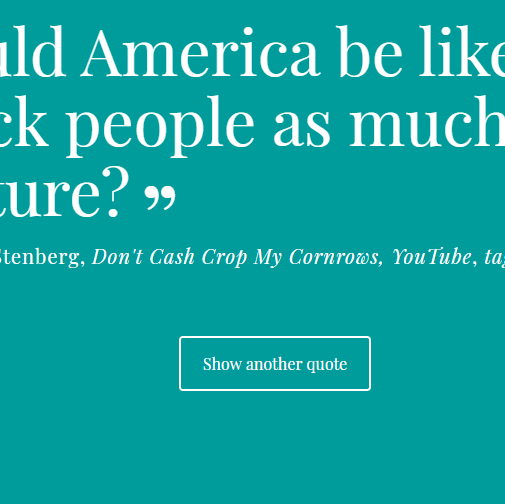 uld America be like
ck people as much
ture? ”
Stenberg, Don't Cash Crop My Cornrows, YouTube, tag
Show another quote